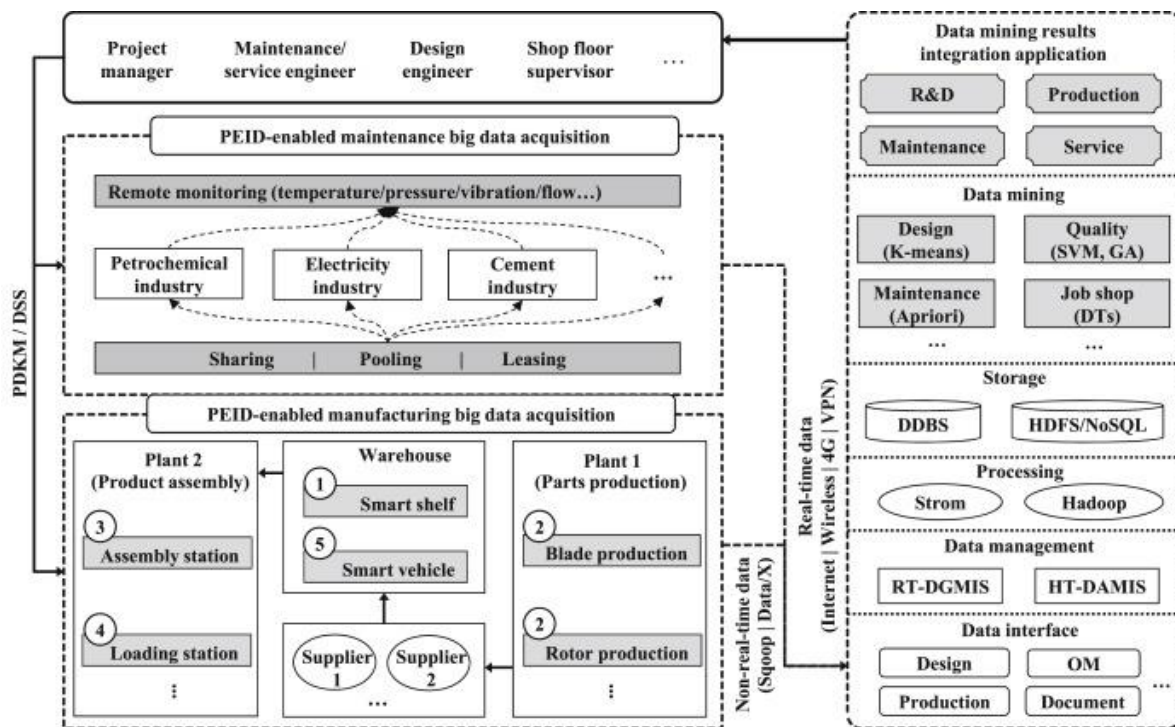 Project
manager
Maintenance/
service engineer
Design
engineer
Shop floor
supervisor
...
PEID-enabled maintenance big data acquisition
Remote monitoring (temperature/pressure/vibration/flow...)
Petrochemical
industry
Electricity
industry
Cement
industry
...
Sharing | Pooling | Leasing
PDKM / DSS
PEID-enabled manufacturing big data acquisition
Plant 2
(Product assembly)
3
Assembly station
4
Loading station
...
Warehouse
1
Smart shelf
5
Smart vehicle
Supplier
1
Supplier
2
...
Plant 1
(Parts production)
2
Blade production
2
Rotor production
...
Non-real-time data
(Sqoop | Data/X)
Real-time data
(Internet | Wireless | 4G | VPN)
Data mining results
integration application
R&D
Production
Maintenance
Service
Data mining
Design
(K-means)
Quality
(SVM, GA)
Maintenance
(Apriori)
Job shop
(DTs)
...
...
Storage
DDBS
HDFS/NoSQL
Processing
Strom
Hadoop
Data management
RT-DGMIS
HT-DAMIS
Data interface
Design
OM
Production
Document
...